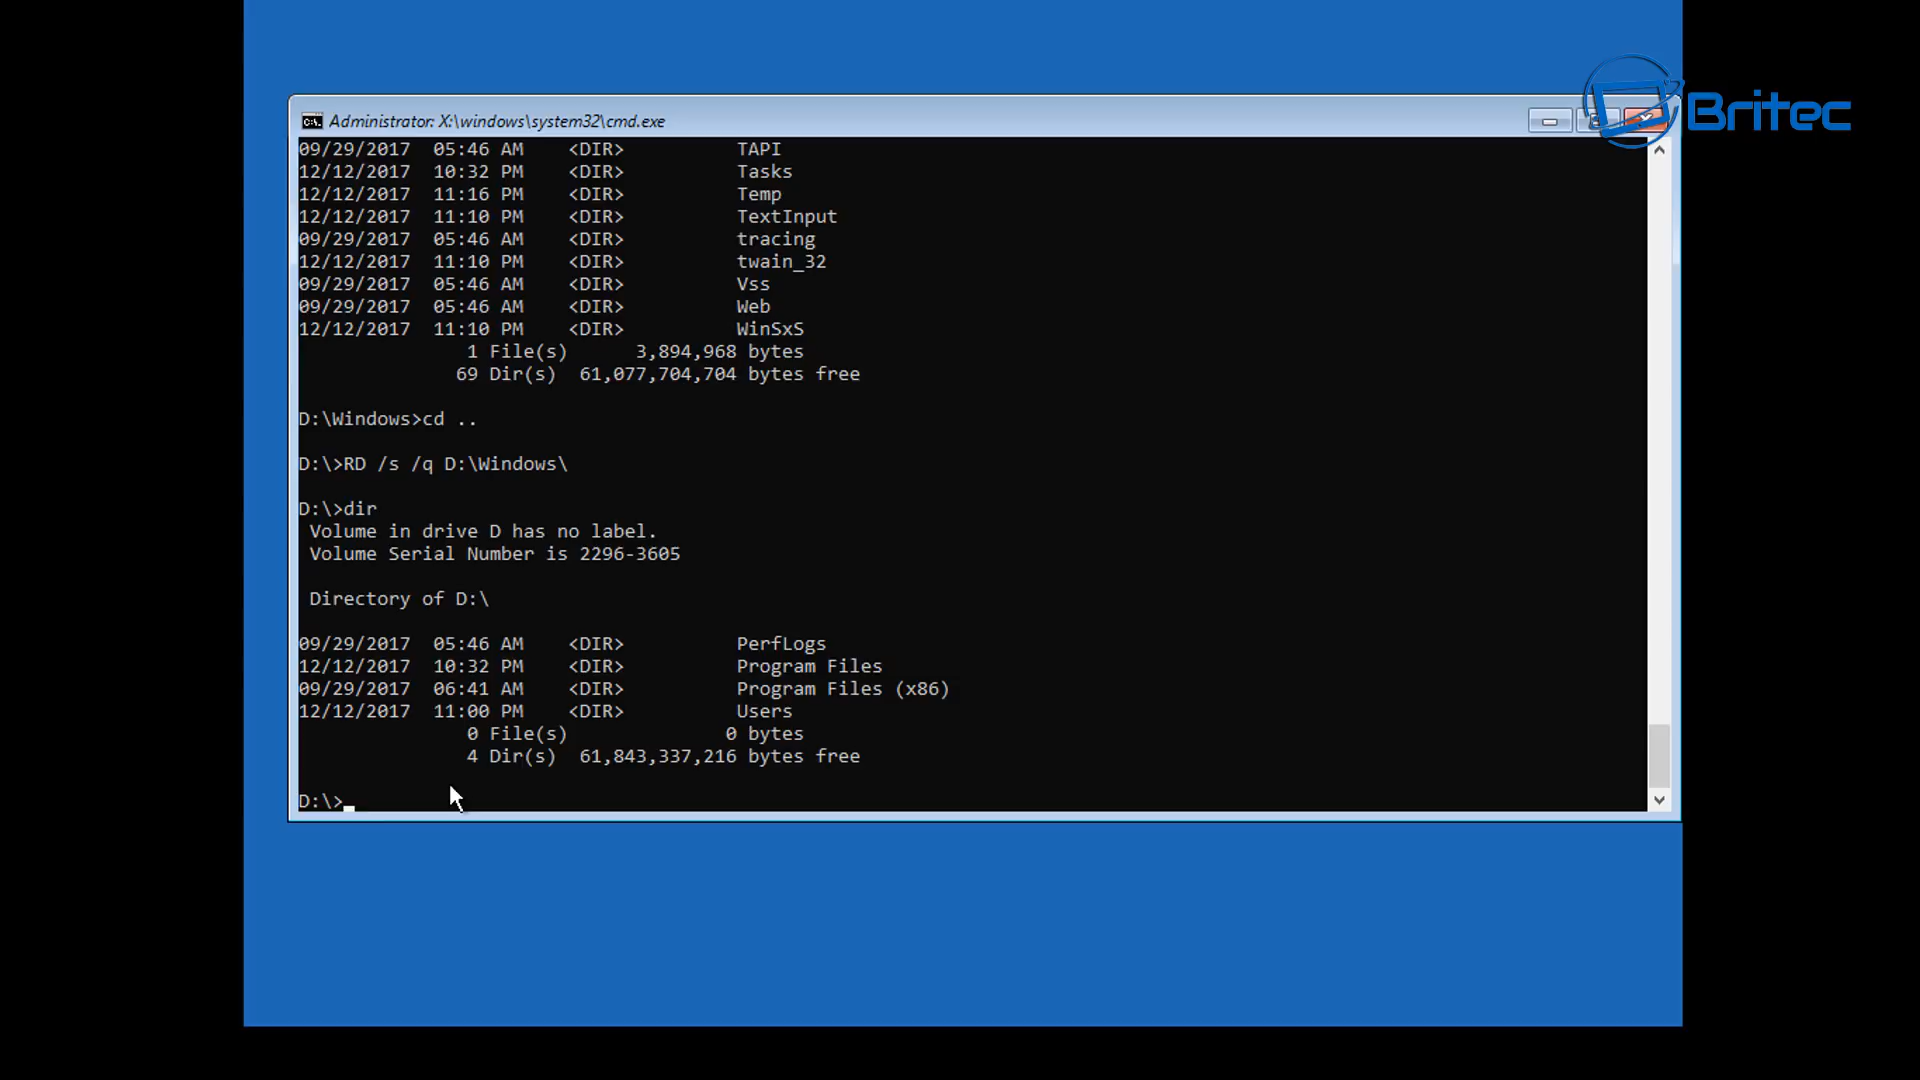 Britec
Administrator: X:\windows\system32\cmd.exe
09/29/2017  05:46 AM    <DIR>          TAPI
12/12/2017  10:32 PM    <DIR>          Tasks
12/12/2017  11:16 PM    <DIR>          Temp
12/12/2017  11:10 PM    <DIR>          TextInput
09/29/2017  05:46 AM    <DIR>          tracing
12/12/2017  11:10 PM    <DIR>          twain_32
09/29/2017  05:46 AM    <DIR>          Vss
09/29/2017  05:46 AM    <DIR>          Web
12/12/2017  11:10 PM    <DIR>          WinSxS
               1 File(s)      3,894,968 bytes
              69 Dir(s)  61,077,704,704 bytes free
D:\Windows>cd ..
D:\>RD /s /q D:\Windows\
D:\>dir
 Volume in drive D has no label.
 Volume Serial Number is 2296-3605
 Directory of D:\
09/29/2017  05:46 AM    <DIR>          PerfLogs
12/12/2017  10:32 PM    <DIR>          Program Files
09/29/2017  06:41 AM    <DIR>          Program Files (x86)
12/12/2017  11:00 PM    <DIR>          Users
               0 File(s)              0 bytes
               4 Dir(s)  61,843,337,216 bytes free
D:\>_